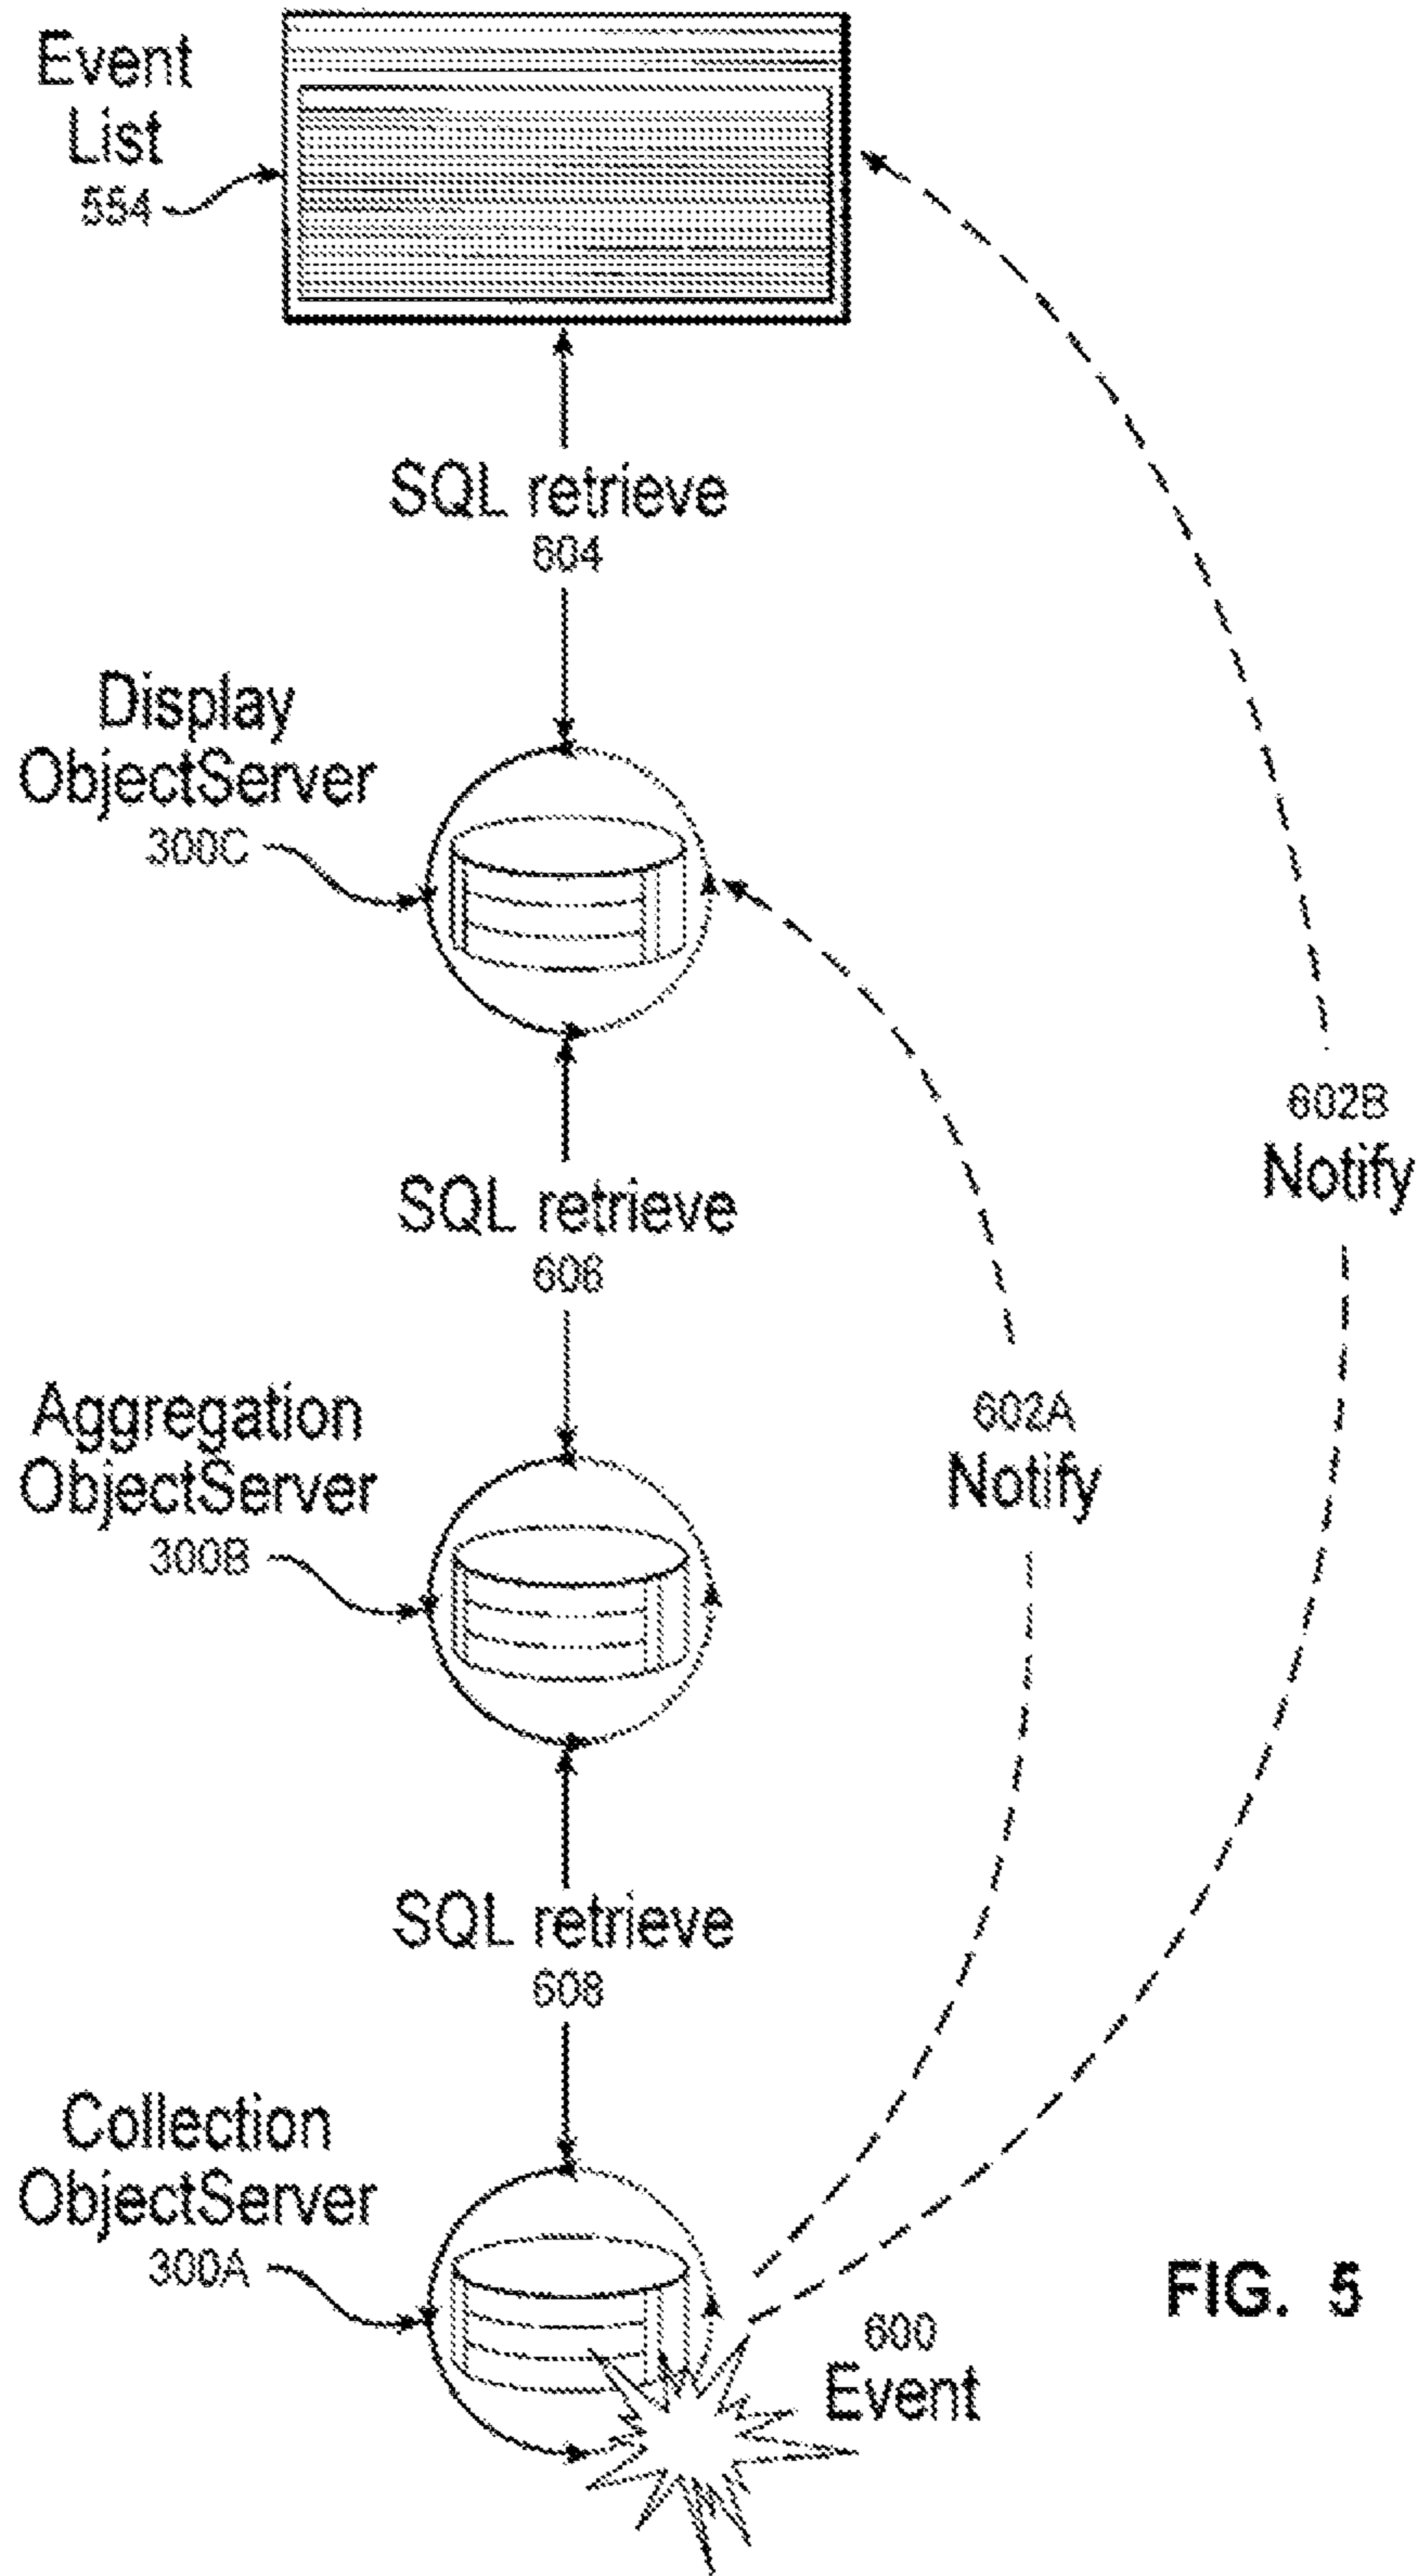 Event
List
554
SQL retrieve
604
Display
ObjectServer
300C
602B
Notify
SQL retrieve
606
Aggregation
ObjectServer
300B
602A
Notify
SQL retrieve
608
Collection
ObjectServer
300A
600
Event
FIG. 5